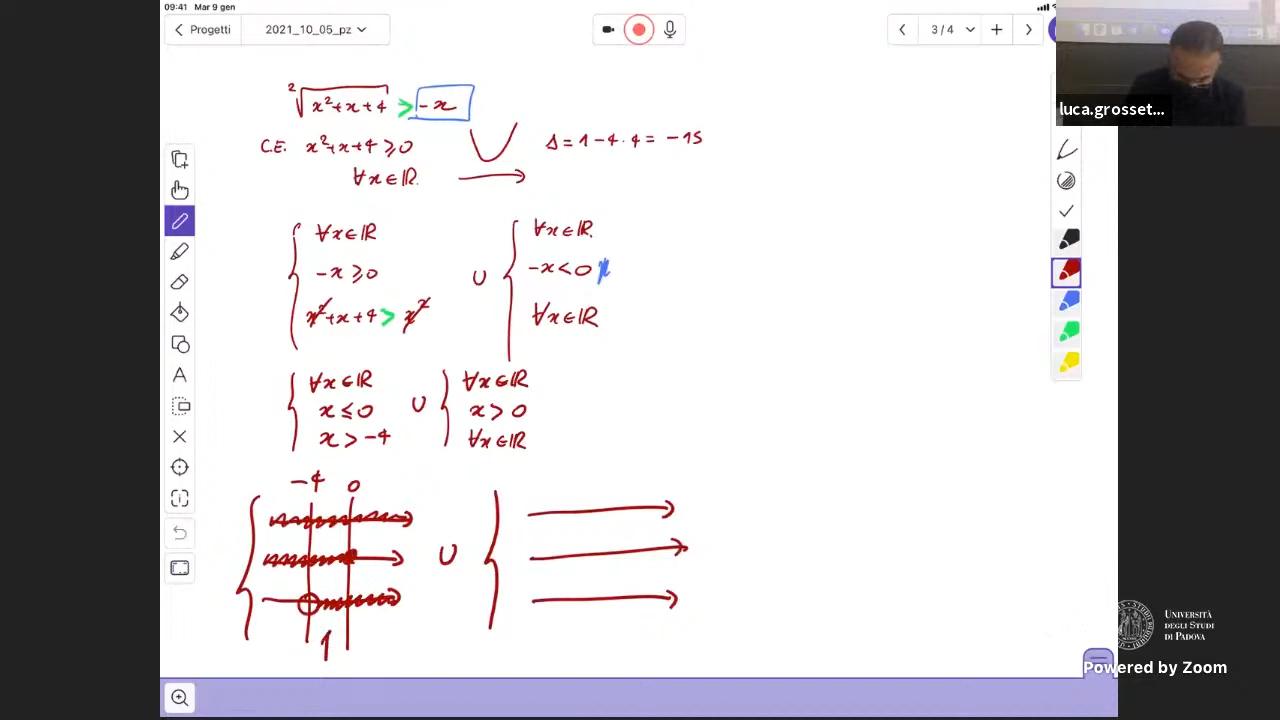 09:41 Mar 9 gen
Progetti
2021_10_05_pz
3/4
luca.grosset...
²√x²+x+4 > -x
C.E. x²+x+4 ⩾ 0
Δ = 1 - 4 · 4 = -15
∀x∈ℝ.
∀x∈ℝ
-x ⩾ 0
x²+x+4 > x²
∪
∀x∈ℝ.
-x < 0
∀x∈ℝ
∀x∈ℝ
x ⩽ 0
x > -4
∪
∀x∈ℝ
x > 0
∀x∈ℝ
-4 0
∪
UNIVERSITÀ
DEGLI STUDI
DI PADOVA
Powered by Zoom